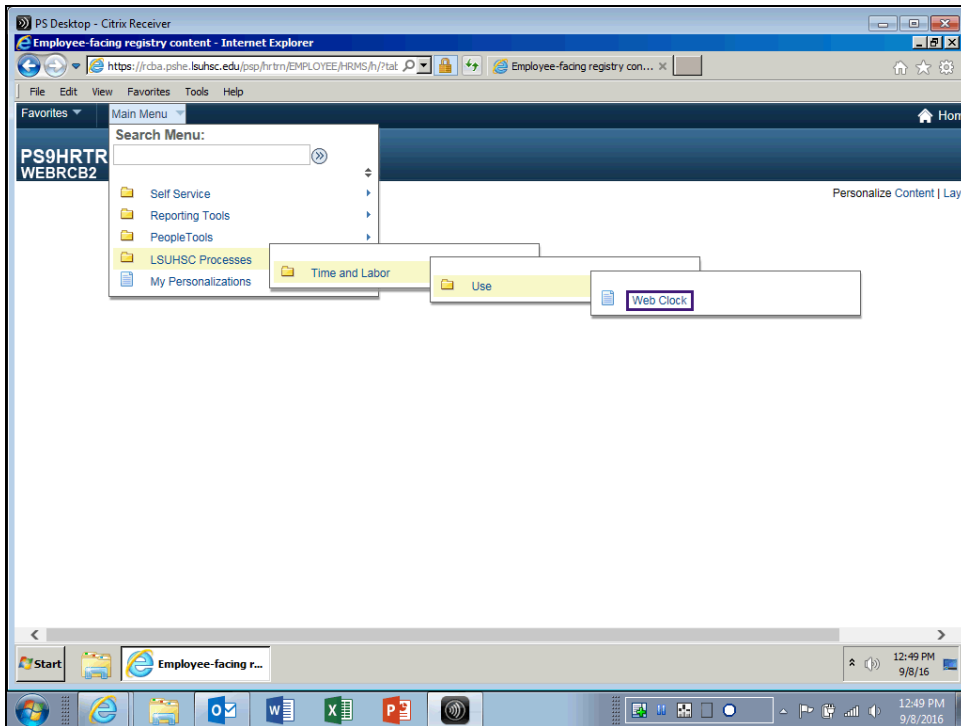 PS Desktop - Citrix Receiver
Employee-facing registry content - Internet Explorer
https://rcba.pshe.lsuhsc.edu/psp/hrtrn/EMPLOYEE/HRMS/h/?tab
Employee-facing registry con...
File Edit View Favorites Tools Help
Favorites Main Menu Hom
Search Menu:
PS9HRTR
WEBRCB2
Personalize Content | Lay
Self Service
Reporting Tools
PeopleTools
LSUHSC Processes
Time and Labor
Use
My Personalizations
Web Clock
Start
Employee-facing r...
12:49 PM
9/8/16
12:49 PM
9/8/2016